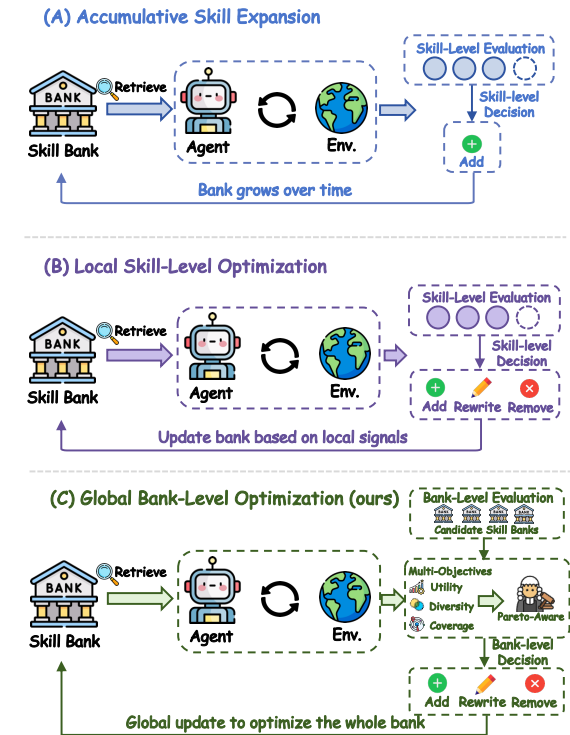 (A) Accumulative Skill Expansion
Skill-Level Evaluation
BANK
Retrieve
Skill-level
Decision
Skill Bank
Agent
Env.
Add
Bank grows over time
(B) Local Skill-Level Optimization
Skill-Level Evaluation
BANK
Retrieve
Skill-level
Decision
Skill Bank
Agent
Env.
Add Rewrite Remove
Update bank based on local signals
(C) Global Bank-Level Optimization (ours)
Bank-Level Evaluation
BANK BANK BANK BANK
Candidate Skill Banks
BANK
Retrieve
Multi-Objectives
Utility
Diversity
Coverage
Pareto-Aware
Skill Bank
Agent
Env.
Bank-level
Decision
Add Rewrite Remove
Global update to optimize the whole bank